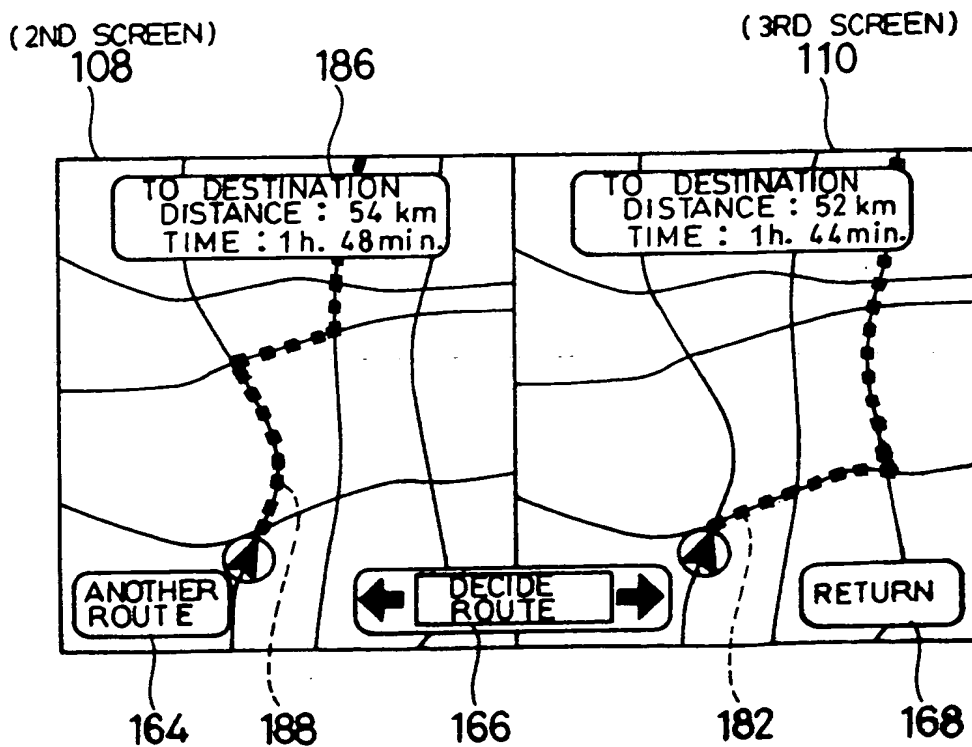 (2ND SCREEN)
108
186
(3RD SCREEN)
110
TO DESTINATION
DISTANCE : 54 km
TIME : 1h. 48min.
TO DESTINATION
DISTANCE : 52 km
TIME : 1h. 44min.
ANOTHER
ROUTE
DECIDE
ROUTE
RETURN
164
188
166
182
168